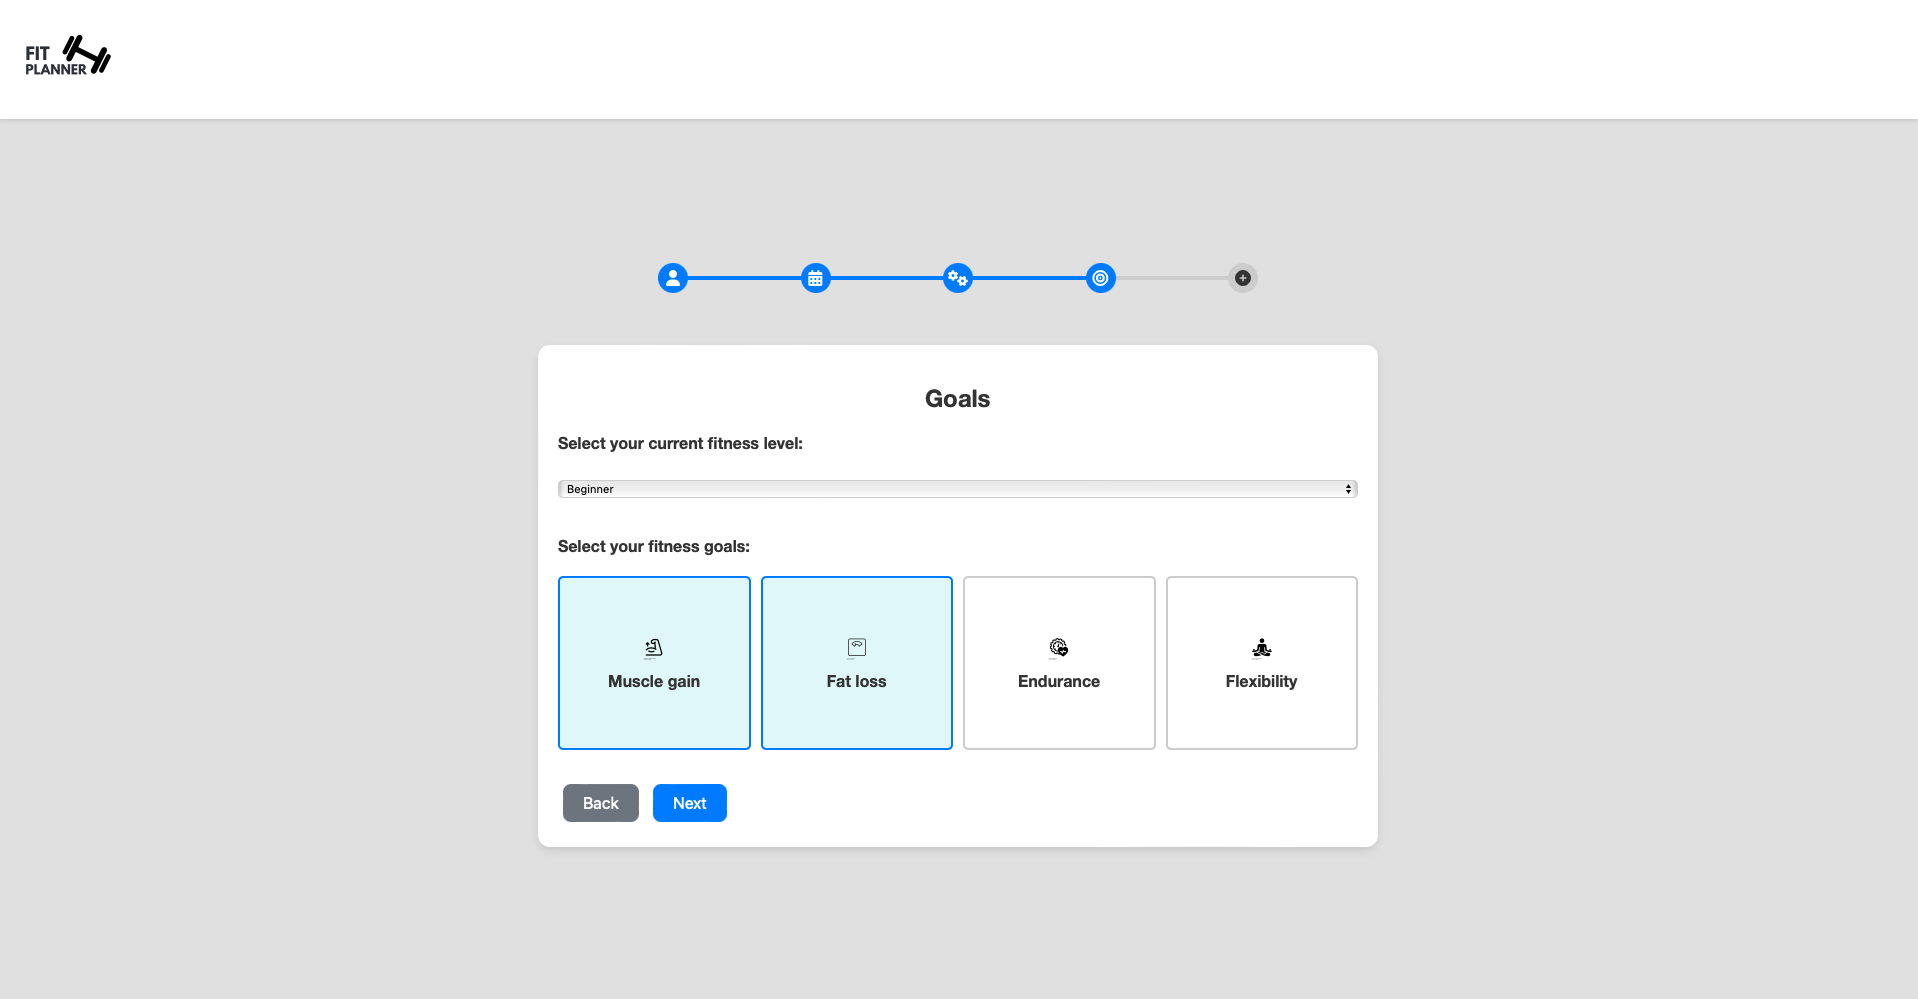 FIT
PLANNER
Goals
Select your current fitness level:
Beginner
Select your fitness goals:
Muscle gain
Fat loss
Endurance
Flexibility
Back
Next